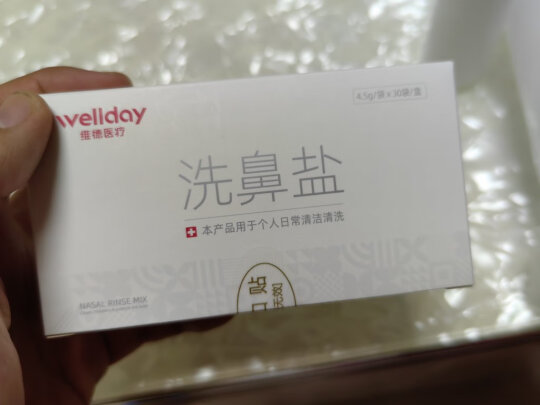 wellday
维德医疗
4.5g/袋 x 30袋/盒
洗鼻盐
本产品用于个人日常清洁清洗
NASAL RINSE MIX
贴